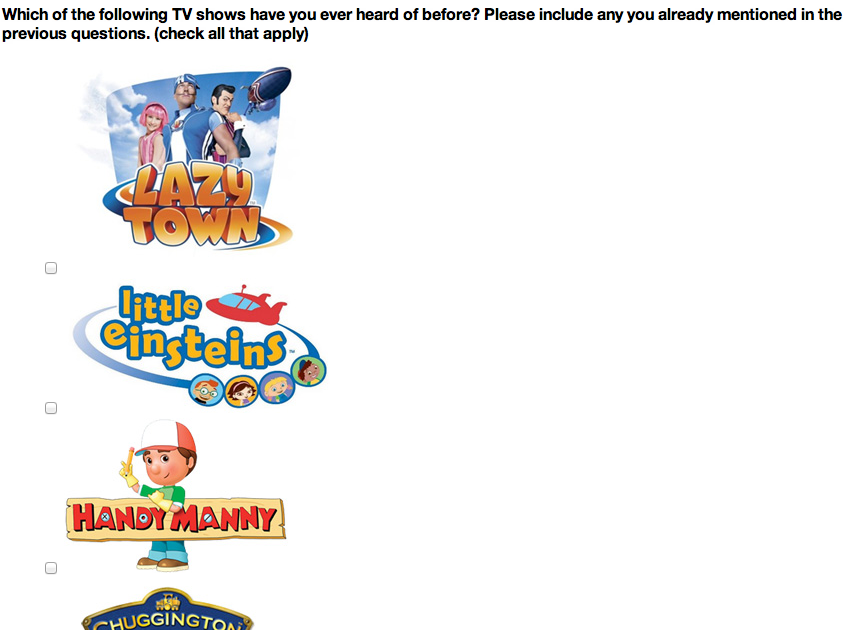 Which of the following TV shows have you ever heard of before? Please include any you already mentioned in the
previous questions. (check all that apply)
LAZY
TOWN
little
einsteins
HANDY MANNY
CHUGGINGTON